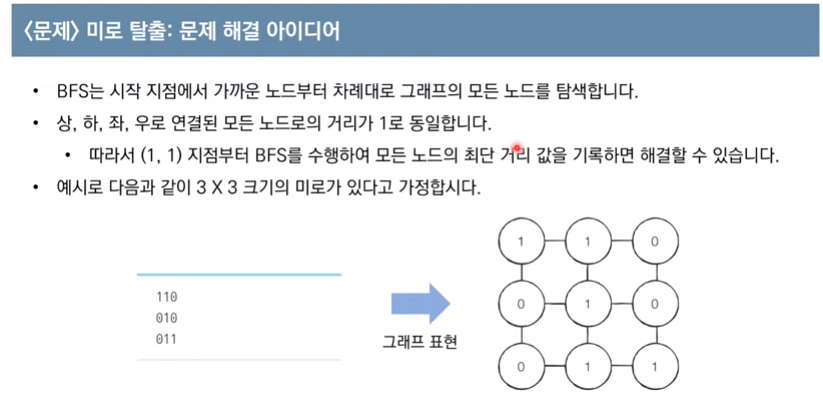 <문제> 미로 탈출: 문제 해결 아이디어
• BFS는 시작 지점에서 가까운 노드부터 차례대로 그래프의 모든 노드를 탐색합니다.
• 상, 하, 좌, 우로 연결된 모든 노드로의 거리가 1로 동일합니다.
• 따라서 (1, 1) 지점부터 BFS를 수행하여 모든 노드의 최단 거리 값을 기록하면 해결할 수 있습니다.
• 예시로 다음과 같이 3 X 3 크기의 미로가 있다고 가정합시다.
110
010
011
그래프 표현
1 1 0
0 1 0
0 1 1